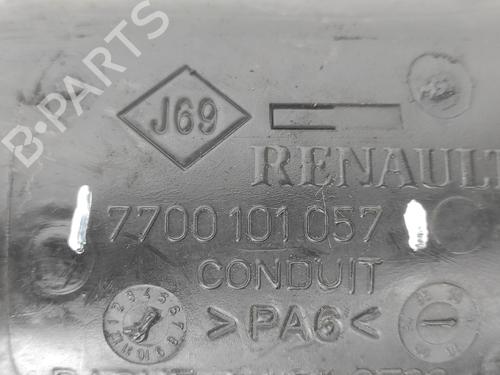 B-PARTS
J69
RENAULT
7700 101 057
CONDUIT
>PA6<